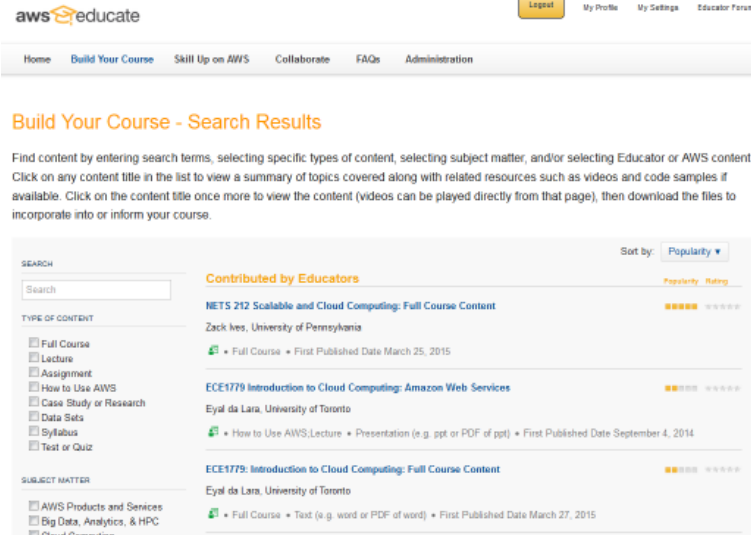 Logout My Profile My Settings Educator Forum
aws educate
Home Build Your Course Skill Up on AWS Collaborate FAQs Administration
Build Your Course - Search Results
Find content by entering search terms, selecting specific types of content, selecting subject matter, and/or selecting Educator or AWS content
Click on any content title in the list to view a summary of topics covered along with related resources such as videos and code samples if
available. Click on the content title once more to view the content (videos can be played directly from that page), then download the files to
incorporate into or inform your course.
Sort by: Popularity ▾
SEARCH
Search
TYPE OF CONTENT
Full Course
Lecture
Assignment
How to Use AWS
Case Study or Research
Data Sets
Syllabus
Test or Quiz
SUBJECT MATTER
AWS Products and Services
Big Data, Analytics, & HPC
Cloud Computing
Contributed by Educators
Popularity Rating
NETS 212 Scalable and Cloud Computing: Full Course Content
Zack Ives, University of Pennsylvania
• Full Course • First Published Date March 25, 2015
ECE1779 Introduction to Cloud Computing: Amazon Web Services
Eyal da Lara, University of Toronto
• How to Use AWS;Lecture • Presentation (e.g. ppt or PDF of ppt) • First Published Date September 4, 2014
ECE1779: Introduction to Cloud Computing: Full Course Content
Eyal da Lara, University of Toronto
• Full Course • Text (e.g. word or PDF of word) • First Published Date March 27, 2015